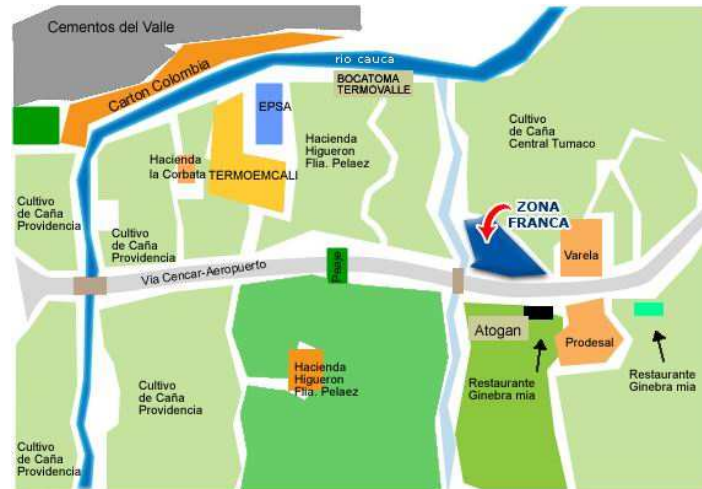 Cementos del Valle
rio cauca
Carton Colombia
BOCATOMA
TERMOVALLE
EPSA
Cultivo
de Caña
Central Tumaco
Hacienda
Higueron
Flia. Pelaez
Hacienda
la Corbata
TERMOEMCALI
Cultivo
de Caña
Providencia
ZONA
FRANCA
Cultivo
de Caña
Providencia
Varela
Via Cencar-Aeropuerto
Peaje
Atogan
Prodesal
Hacienda
Higueron
Flia. Pelaez
Restaurante
Ginebra mia
Restaurante
Ginebra mia
Cultivo
de Caña
Providencia
Cultivo
de Caña
Providencia